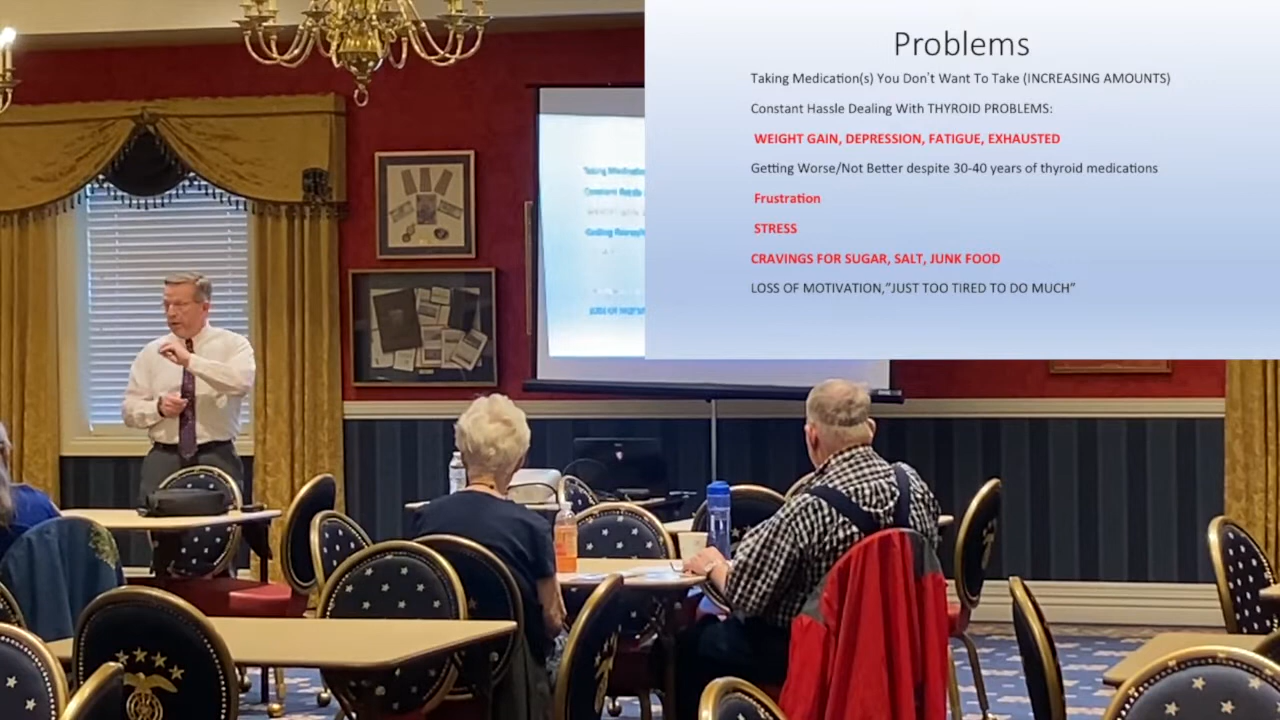 Problems
Taking Medication(s) You Don't Want To Take (INCREASING AMOUNTS)
Constant Hassle Dealing With THYROID PROBLEMS:
WEIGHT GAIN, DEPRESSION, FATIGUE, EXHAUSTED
Getting Worse/Not Better despite 30-40 years of thyroid medications
Frustration
STRESS
CRAVINGS FOR SUGAR, SALT, JUNK FOOD
LOSS OF MOTIVATION,”JUST TOO TIRED TO DO MUCH”